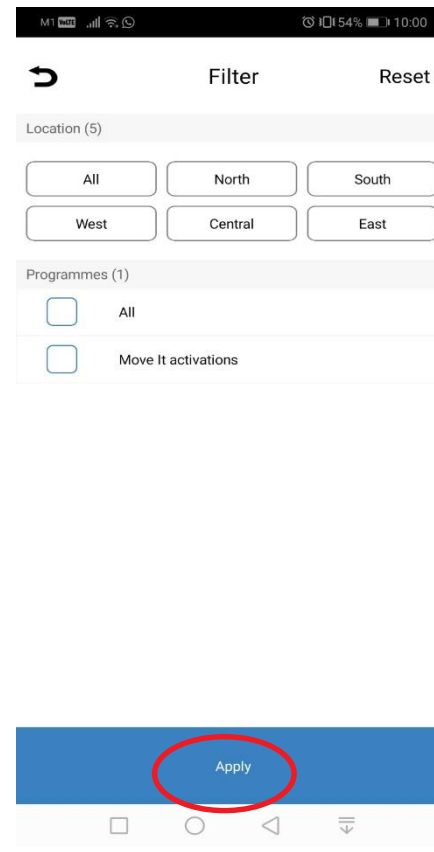 M1 VoLTE 54% 10:00
Filter Reset
Location (5)
All North South
West Central East
Programmes (1)
All
Move It activations
Apply